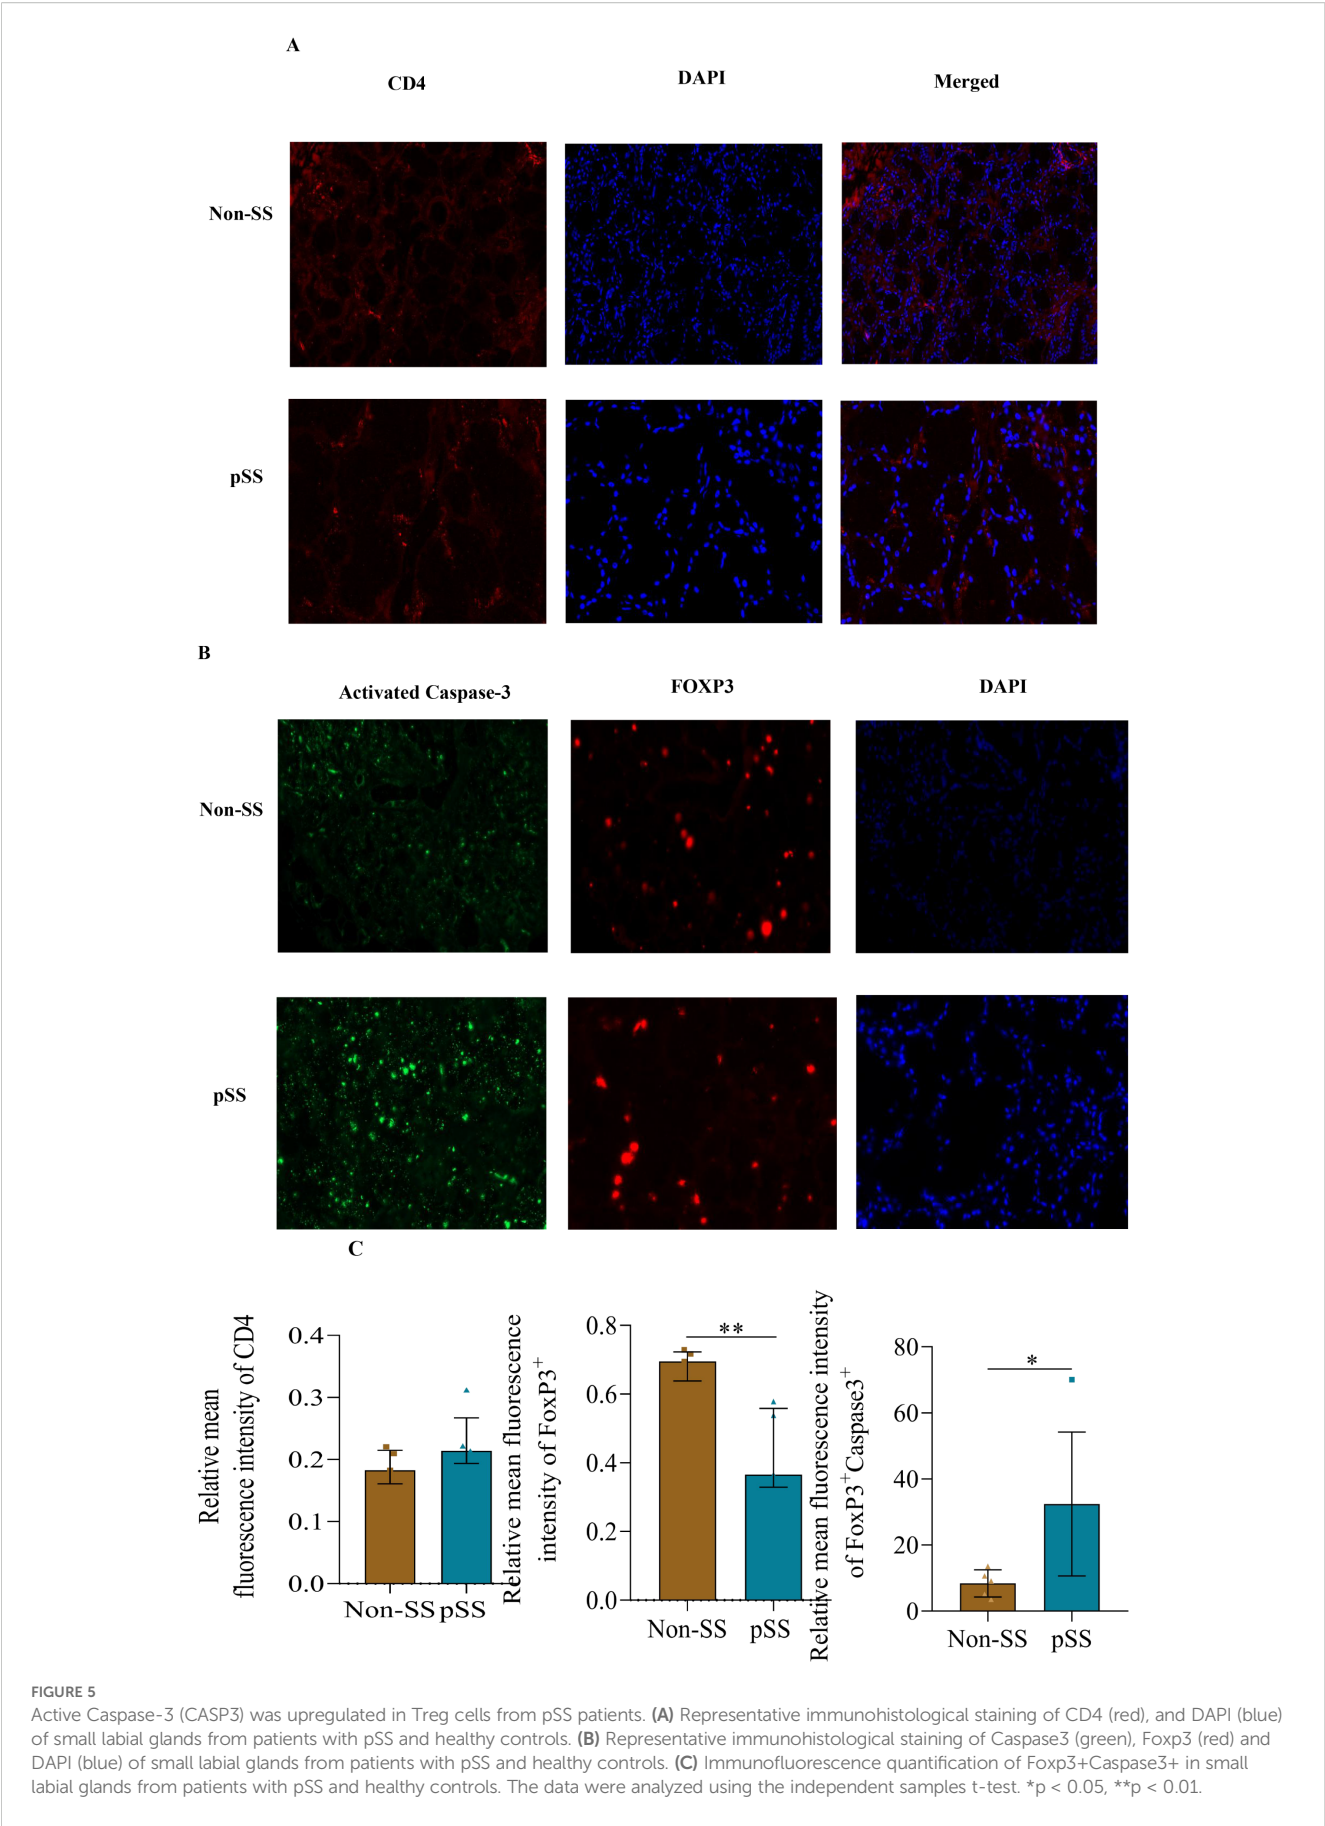 A
CD4 DAPI Merged
Non-SS
pSS
B
Activated Caspase-3 FOXP3 DAPI
Non-SS
pSS
C
Relative mean
fluorescence intensity of CD4
0.4
0.3
0.2
0.1
0.0
Non-SS pSS
Relative mean fluorescence
intensity of FoxP3+
0.8
0.6
0.4
0.2
0.0
**
Non-SS pSS
Relative mean fluorescence intensity
of FoxP3+Caspase3+
80
60
40
20
0
*
Non-SS pSS
FIGURE 5
Active Caspase-3 (CASP3) was upregulated in Treg cells from pSS patients. (A) Representative immunohistological staining of CD4 (red), and DAPI (blue)
of small labial glands from patients with pSS and healthy controls. (B) Representative immunohistological staining of Caspase3 (green), Foxp3 (red) and
DAPI (blue) of small labial glands from patients with pSS and healthy controls. (C) Immunofluorescence quantification of Foxp3+Caspase3+ in small
labial glands from patients with pSS and healthy controls. The data were analyzed using the independent samples t-test. *p < 0.05, **p < 0.01.